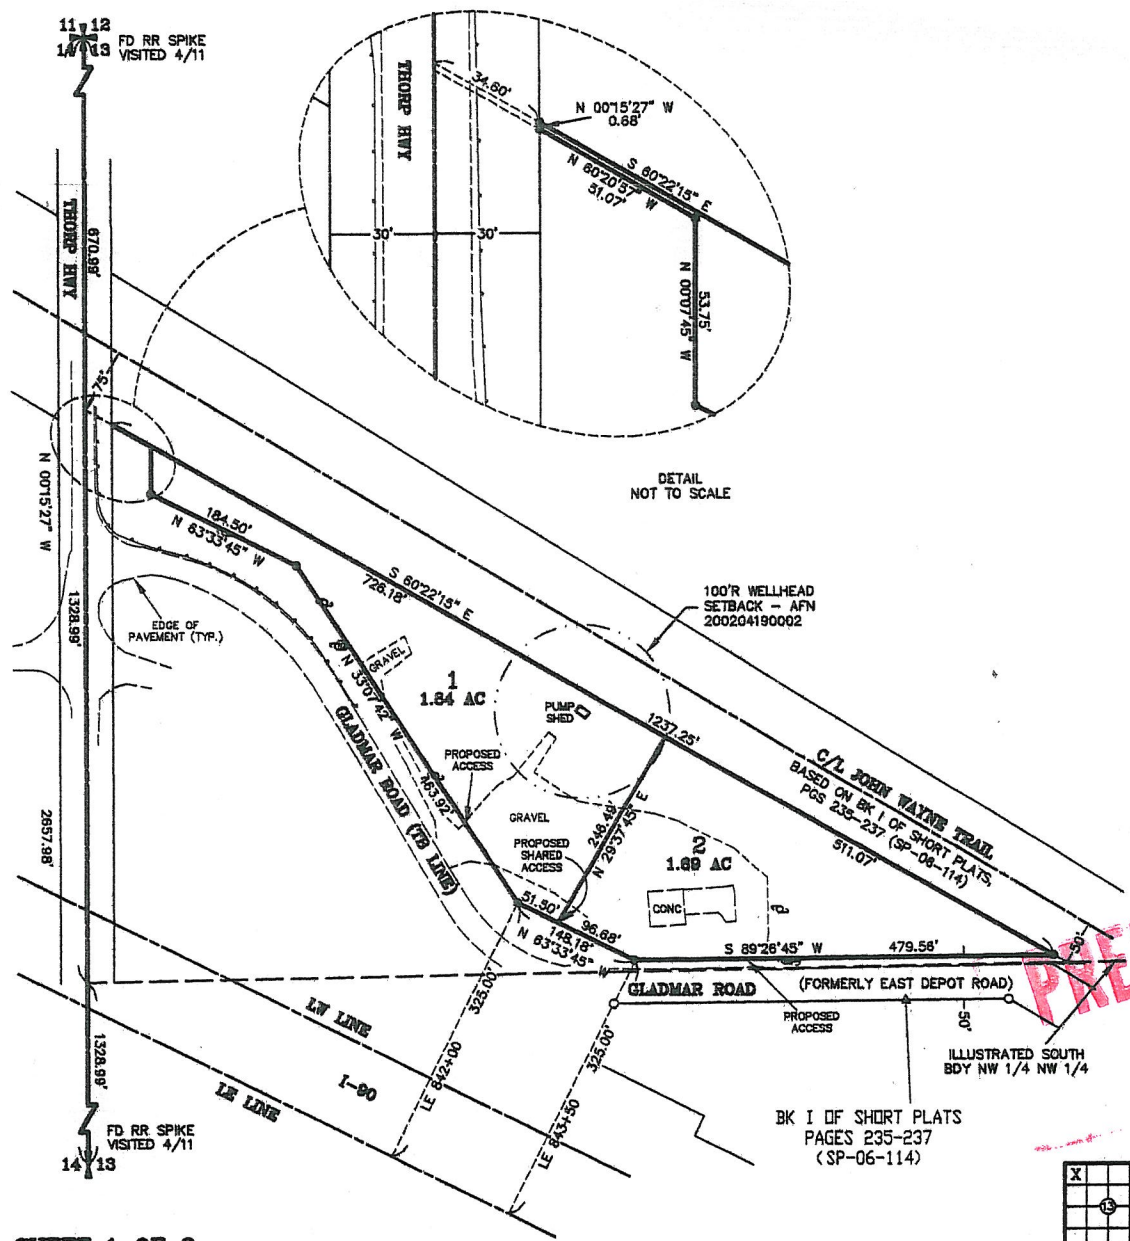 11 12
14 13
FD RR SPIKE
VISITED 4/11
THORP HWY
34.60'
N 00°15'27" W
0.68'
S 60°22'15" E
N 60°20'57" W
51.07'
30'
30'
53.75'
N 00°07'45" W
DETAIL
NOT TO SCALE
THORP HWY
670.99'
75'
N 00°15'27" W
1328.99'
2657.98'
184.50'
N 63°33'45" W
EDGE OF
PAVEMENT (TYP.)
S 60°22'15" E
726.18'
100'R WELLHEAD
SETBACK - AFN
200204190002
GRAVEL
N 33°07'42" W
463.92'
1
1.84 AC
PUMP
SHED
1237.25'
PROPOSED
ACCESS
GLADMAR ROAD (TB LINE)
GRAVEL
PROPOSED
SHARED
ACCESS
246.49'
N 29°37'45" E
C/L JOHN WAYNE TRAIL
BASED ON BK I OF SHORT PLATS,
PGS 235-237 (SP-06-114)
511.07'
2
1.69 AC
CONC
51.50'
96.68'
148.18'
N 63°33'45" W
S 89°26'45" W
479.56'
50'
GLADMAR ROAD
(FORMERLY EAST DEPOT ROAD)
PROPOSED
ACCESS
50'
PRE
ILLUSTRATED SOUTH
BDY NW 1/4 NW 1/4
325.00'
325.00'
LE 842+00
LE 843+50
LW LINE
I-90
LE LINE
1328.99'
BK I OF SHORT PLATS
PAGES 235-237
(SP-06-114)
FD RR SPIKE
VISITED 4/11
14 13
X
13